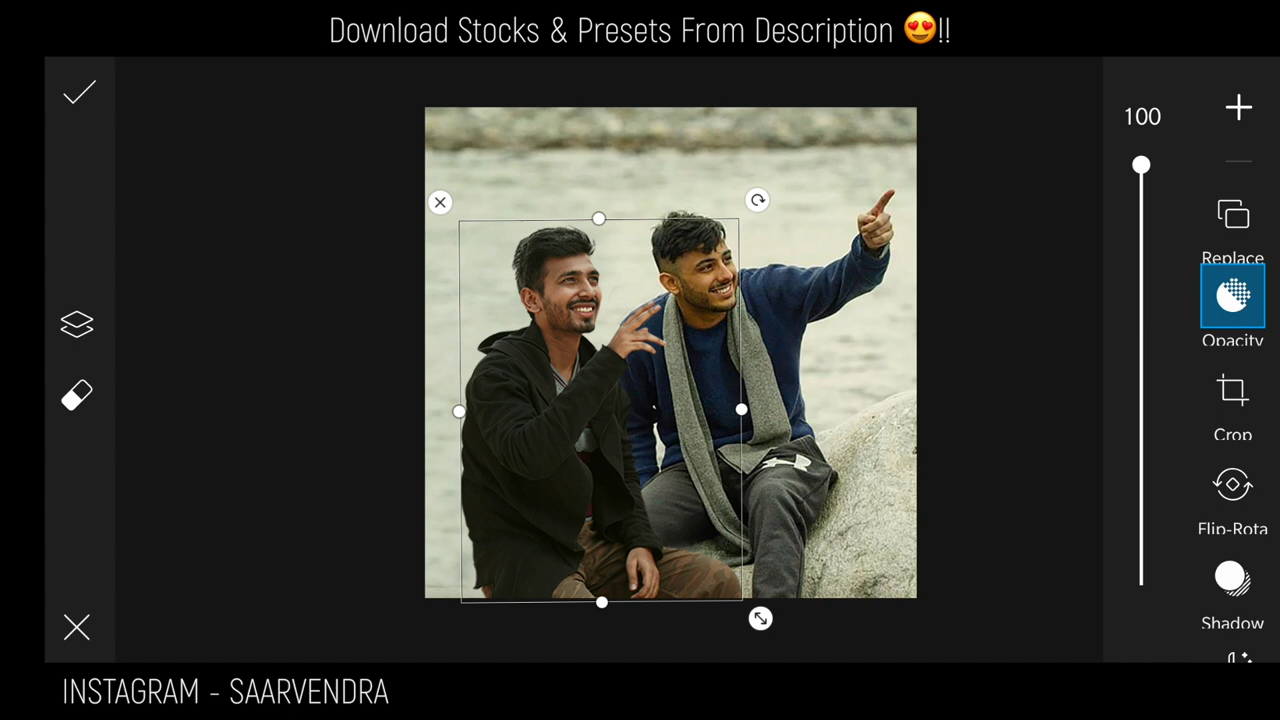 Download Stocks & Presets From Description 😍!!
100
Replace
Opacity
Crop
Flip-Rota
Shadow
INSTAGRAM - SAARVENDRA